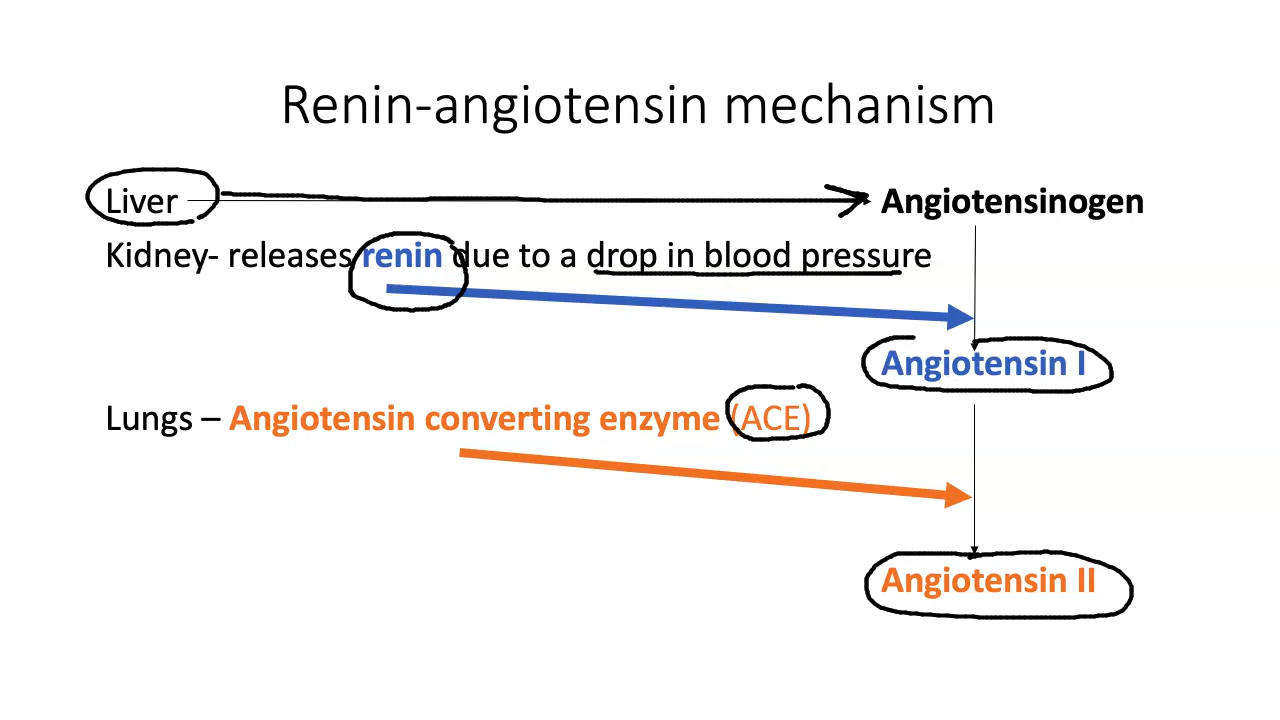 Renin-angiotensin mechanism
Liver Angiotensinogen
Kidney- releases renin due to a drop in blood pressure
Angiotensin I
Lungs – Angiotensin converting enzyme (ACE)
Angiotensin II